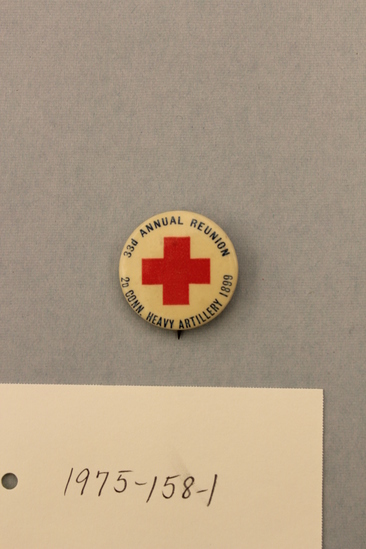 33d ANNUAL REUNION
2D CONN. HEAVY ARTILLERY 1899
1975-158-1